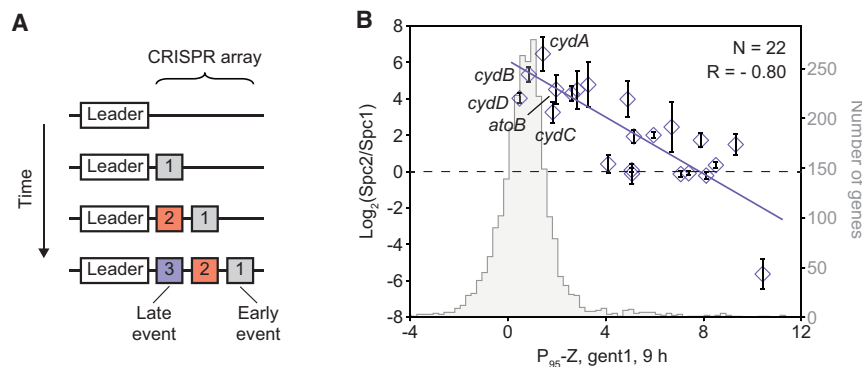 A
CRISPR array
Leader
Leader 1
Leader 2 1
Leader 3 2 1
Time
Late event
Early event
B
8
6
4
2
0
-2
-4
-6
-8
Log2(Spc2/Spc1)
cydA
cydB
cydD
atoB
cydC
N = 22
R = - 0.80
250
200
150
100
50
0
Number of genes
0 4 8 12
P95-Z, gent1, 9 h